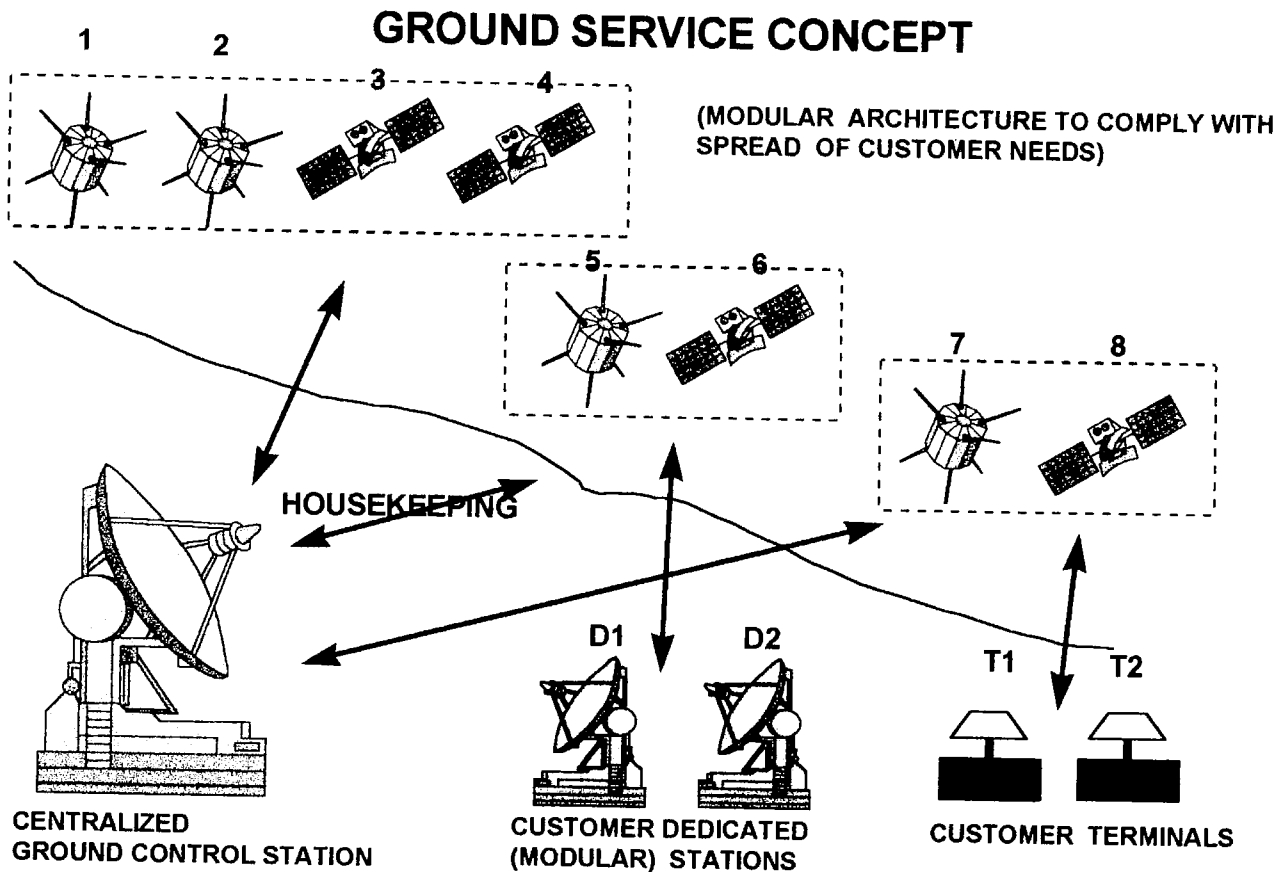 GROUND SERVICE CONCEPT
1
2
3
4
(MODULAR ARCHITECTURE TO COMPLY WITH
SPREAD OF CUSTOMER NEEDS)
5
6
7
8
HOUSEKEEPING
D1
D2
T1
T2
CENTRALIZED
GROUND CONTROL STATION
CUSTOMER DEDICATED
(MODULAR) STATIONS
CUSTOMER TERMINALS